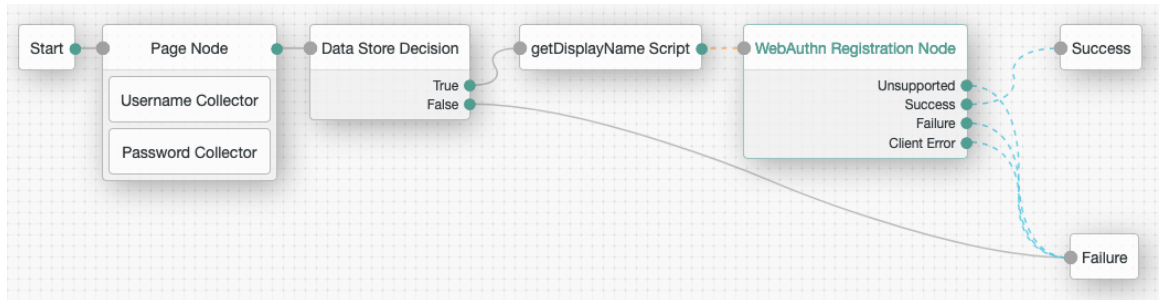 Start
Page Node
Username Collector
Password Collector
Data Store Decision
True
False
getDisplayName Script
WebAuthn Registration Node
Unsupported
Success
Failure
Client Error
Success
Failure